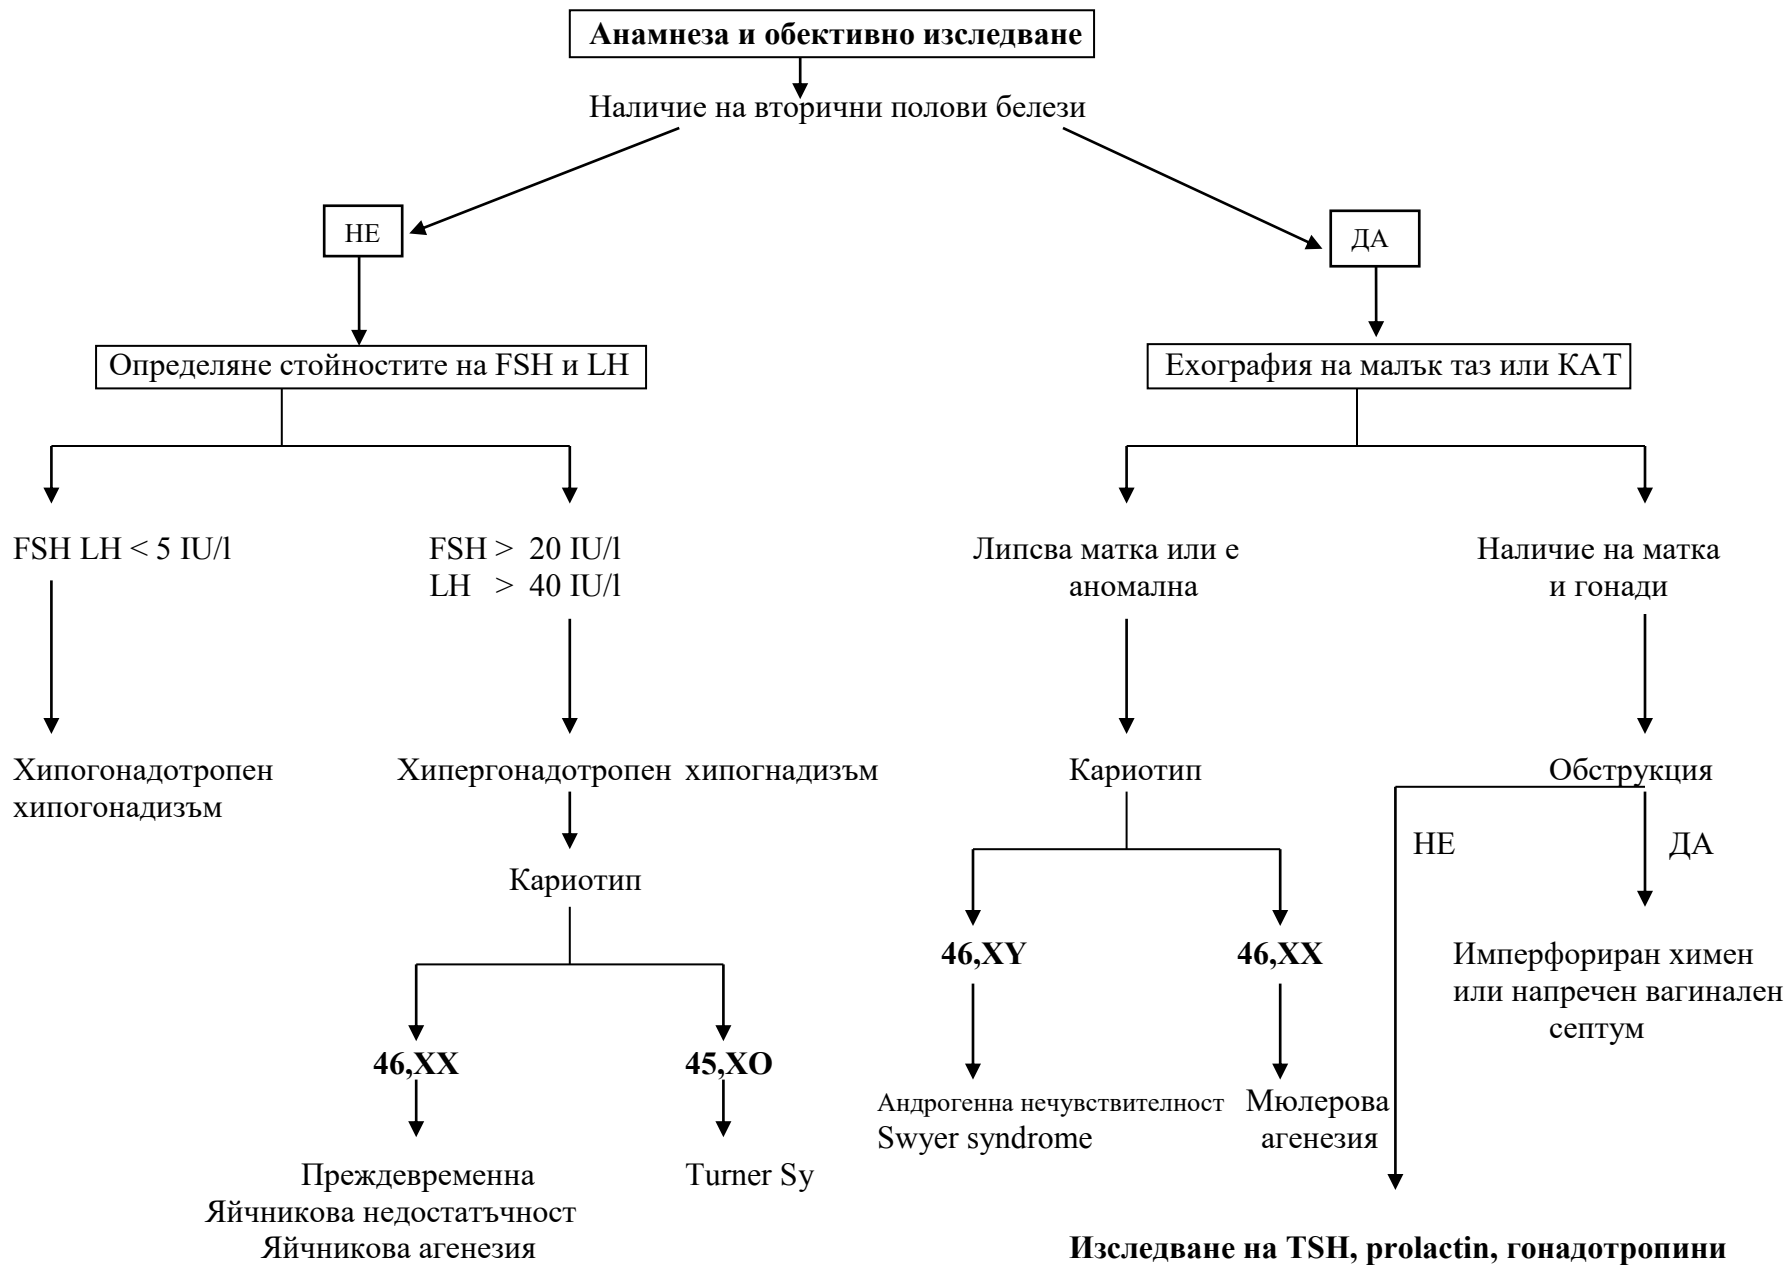 Анамнеза и обективно изследване
Наличие на вторични полови белези
НЕ
ДА
Определяне стойностите на FSH и LH
Ехография на малък таз или КАТ
FSH LH < 5 IU/l
FSH > 20 IU/l
LH > 40 IU/l
Липсва матка или е
аномална
Наличие на матка
и гонади
Хипогонадотропен
хипогонадизъм
Хипергонадотропен хипогнадизъм
Кариотип
Обструкция
НЕ
ДА
Кариотип
46,XY
46,XX
Имперфориран химен
или напречен вагинален
септум
46,XX
45,XO
Андрогенна нечувствителност
Swyer syndrome
Мюлерова
агенезия
Преждевременна
Яйчникова недостатъчност
Яйчникова агенезия
Turner Sy
Изследване на TSH, prolactin, гонадотропини